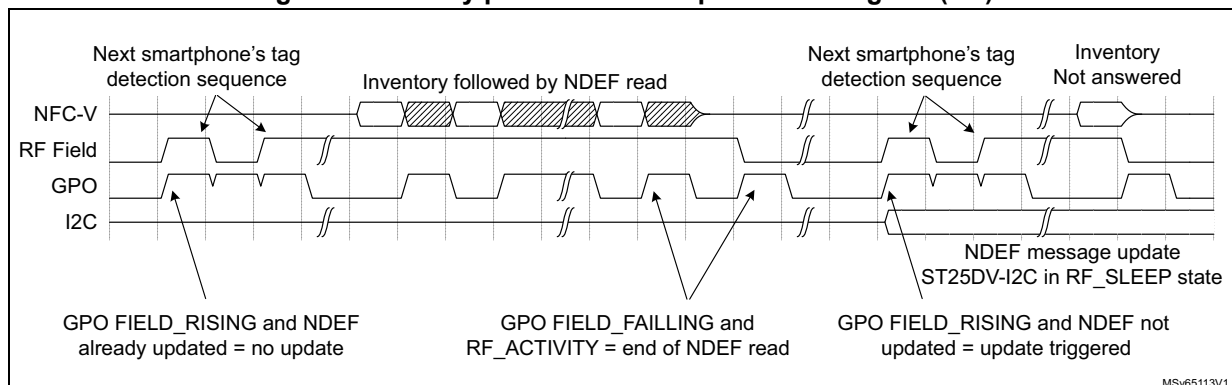 Next smartphone's tag
detection sequence
Inventory followed by NDEF read
Next smartphone's tag
detection sequence
Inventory
Not answered
NFC-V
RF Field
GPO
I2C
NDEF message update
ST25DV-I2C in RF_SLEEP state
GPO FIELD_RISING and NDEF
already updated = no update
GPO FIELD_FAILLING and
RF_ACTIVITY = end of NDEF read
GPO FIELD_RISING and NDEF not
updated = update triggered
MSv65113V1